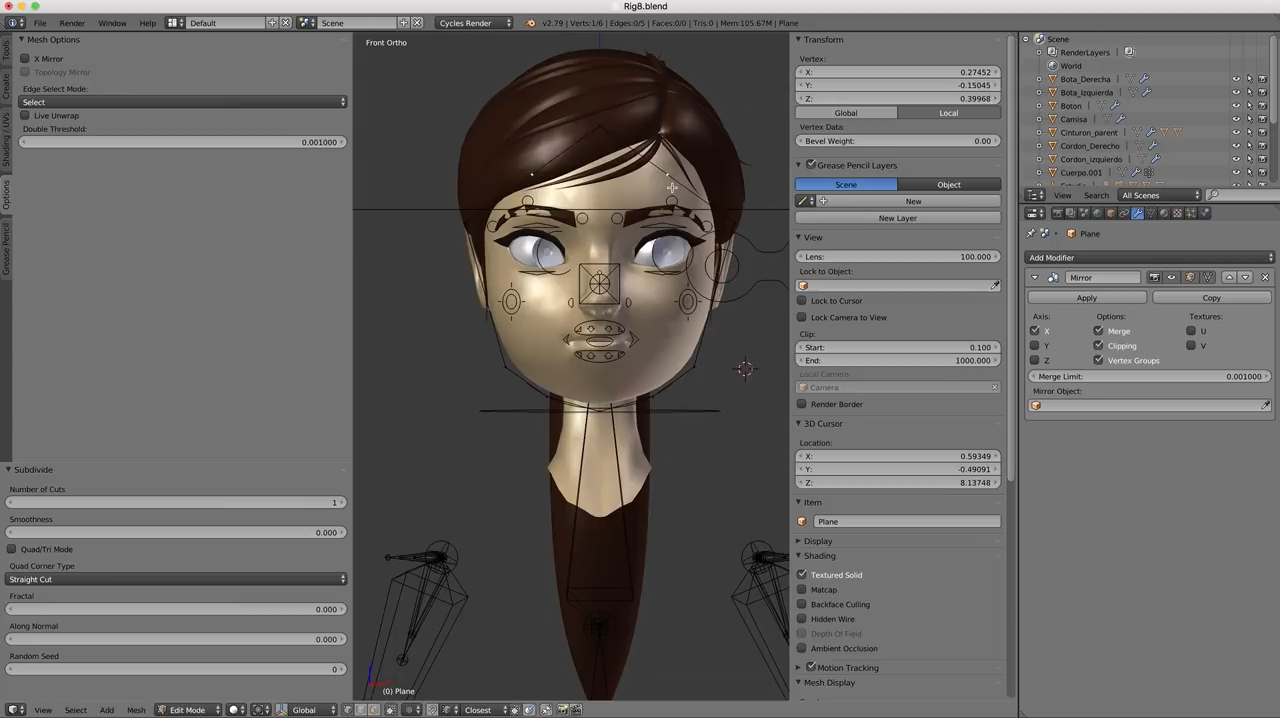 Rig8.blend
File
Render
Window
Help
Default
Scene
Cycles Render
v2.79 | Verts:1/6 | Edges:0/5 | Faces:0/0 | Tris:0 | Mem:105.67M | Plane
Tools
Create
Shading / UVs
Options
Grease Pencil
Mesh Options
X Mirror
Topology Mirror
Edge Select Mode:
Select
Live Unwrap
Double Threshold:
0.001000
Subdivide
Number of Cuts
1
Smoothness
0.000
Quad/Tri Mode
Quad Corner Type
Straight Cut
Fractal
0.000
Along Normal
0.000
Random Seed
0
Front Ortho
(0) Plane
Transform
Vertex:
X: 0.27452
Y: -0.15045
Z: 0.39968
Global Local
Vertex Data:
Bevel Weight: 0.00
Grease Pencil Layers
Scene Object
New
New Layer
View
Lens: 100.000
Lock to Object:
Lock to Cursor
Lock Camera to View
Clip:
Start: 0.100
End: 1000.000
Local Camera
Camera
Render Border
3D Cursor
Location:
X: 0.59349
Y: -0.49091
Z: 8.13748
Item
Plane
Display
Shading
Textured Solid
Matcap
Backface Culling
Hidden Wire
Depth Of Field
Ambient Occlusion
Motion Tracking
Mesh Display
Scene
RenderLayers
World
Bota_Derecha
Bota_Izquierda
Boton
Camisa
Cinturon_parent
Cordon_Derecho
Cordon_izquierdo
Cuerpo.001
View
Search
All Scenes
Plane
Add Modifier
Mirror
Apply Copy
Axis: Options: Textures:
X Merge U
Y Clipping V
Z Vertex Groups
Merge Limit: 0.001000
Mirror Object:
View
Select
Add
Mesh
Edit Mode
Global
Closest